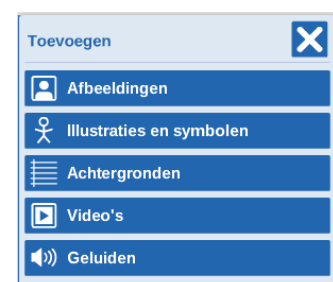 Toevoegen
Afbeeldingen
Illustraties en symbolen
Achtergronden
Video's
Geluiden